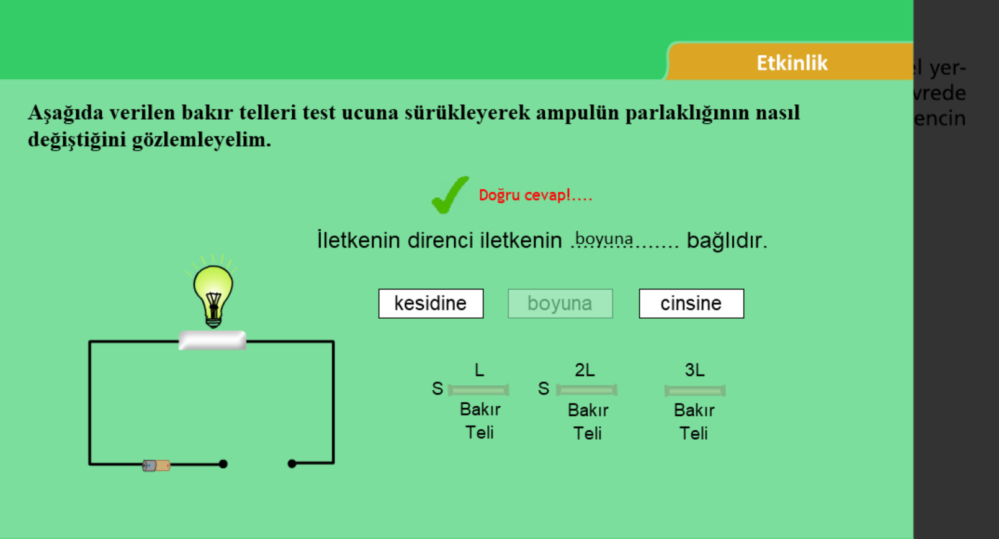 Etkinlik
el yer-
vrede
encin
Aşağıda verilen bakır telleri test ucuna sürükleyerek ampulün parlaklığının nasıl
değiştiğini gözlemleyelim.
Doğru cevap!....
İletkenin direnci iletkenin ..boyuna........ bağlıdır.
kesidine boyuna cinsine
L 2L 3L
S S
Bakır Bakır Bakır
Teli Teli Teli